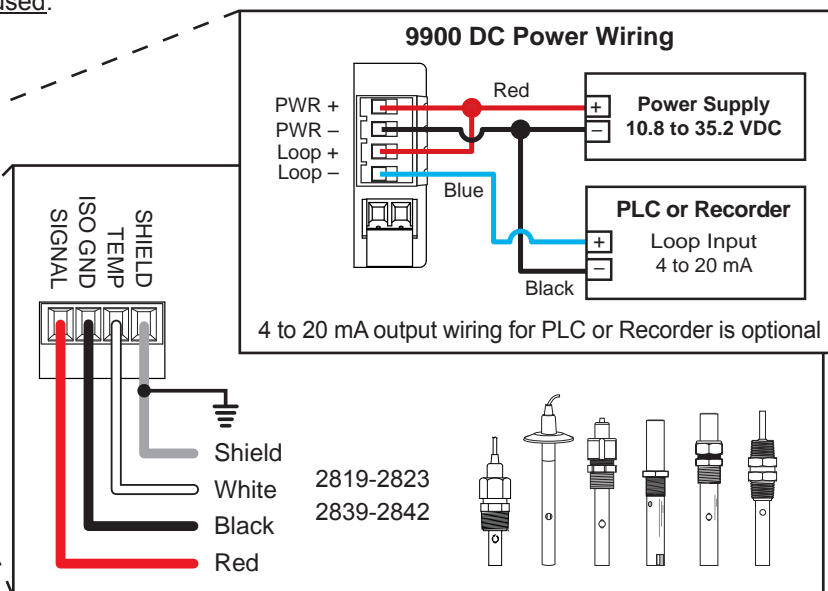 used.
9900 DC Power Wiring
PWR +
PWR –
Loop +
Loop –
Red
Blue
Black
+
–
Power Supply
10.8 to 35.2 VDC
PLC or Recorder
+
–
Loop Input
4 to 20 mA
4 to 20 mA output wiring for PLC or Recorder is optional
SIGNAL
ISO GND
TEMP
SHIELD
Shield
White
Black
Red
2819-2823
2839-2842